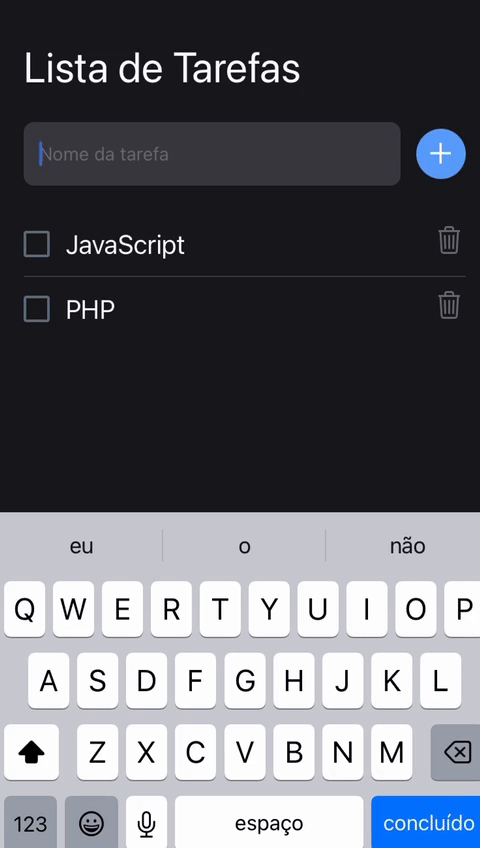 Lista de Tarefas
Nome da tarefa
JavaScript
PHP
eu o não
Q W E R T Y U I O P
A S D F G H J K L
Z X C V B N M
123 espaço concluído